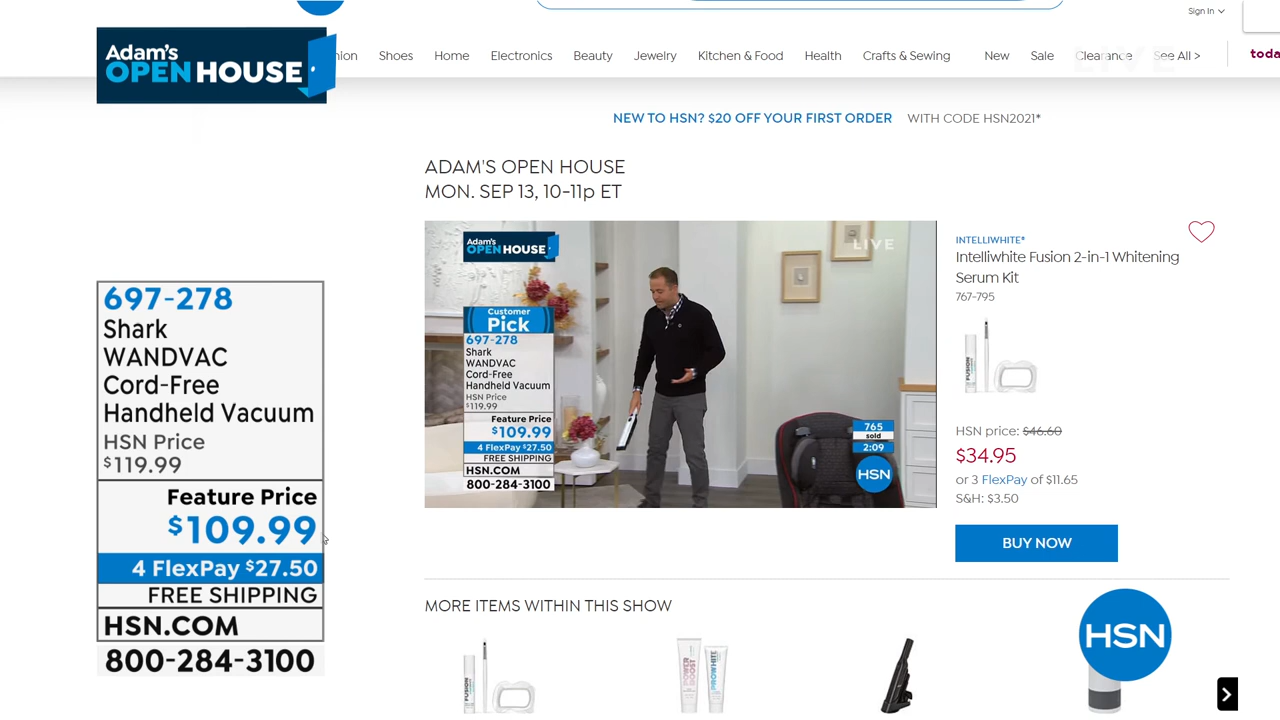 Sign In
Adam's
OPEN HOUSE
Shoes
Home
Electronics
Beauty
Jewelry
Kitchen & Food
Health
Crafts & Sewing
New
Sale
Clearance
See All >
LIVE
NEW TO HSN? $20 OFF YOUR FIRST ORDER WITH CODE HSN2021*
ADAM'S OPEN HOUSE
MON. SEP 13, 10-11p ET
697-278
Shark
WANDVAC
Cord-Free
Handheld Vacuum
HSN Price
$119.99
Feature Price
$109.99
4 FlexPay $27.50
FREE SHIPPING
HSN.COM
800-284-3100
Adam's
OPEN HOUSE
LIVE
Customer
Pick
697-278
Shark
WANDVAC
Cord-Free
Handheld Vacuum
HSN Price
$119.99
Feature Price
$109.99
4 FlexPay $27.50
FREE SHIPPING
HSN.COM
800-284-3100
765
sold
2:09
HSN
INTELLIWHITE®
Intelliwhite Fusion 2-in-1 Whitening
Serum Kit
767-795
FUSION
HSN price: $46.60
$34.95
or 3 FlexPay of $11.65
S&H: $3.50
BUY NOW
MORE ITEMS WITHIN THIS SHOW
FUSION
POWER
BOOST
PROWHITE
HSN